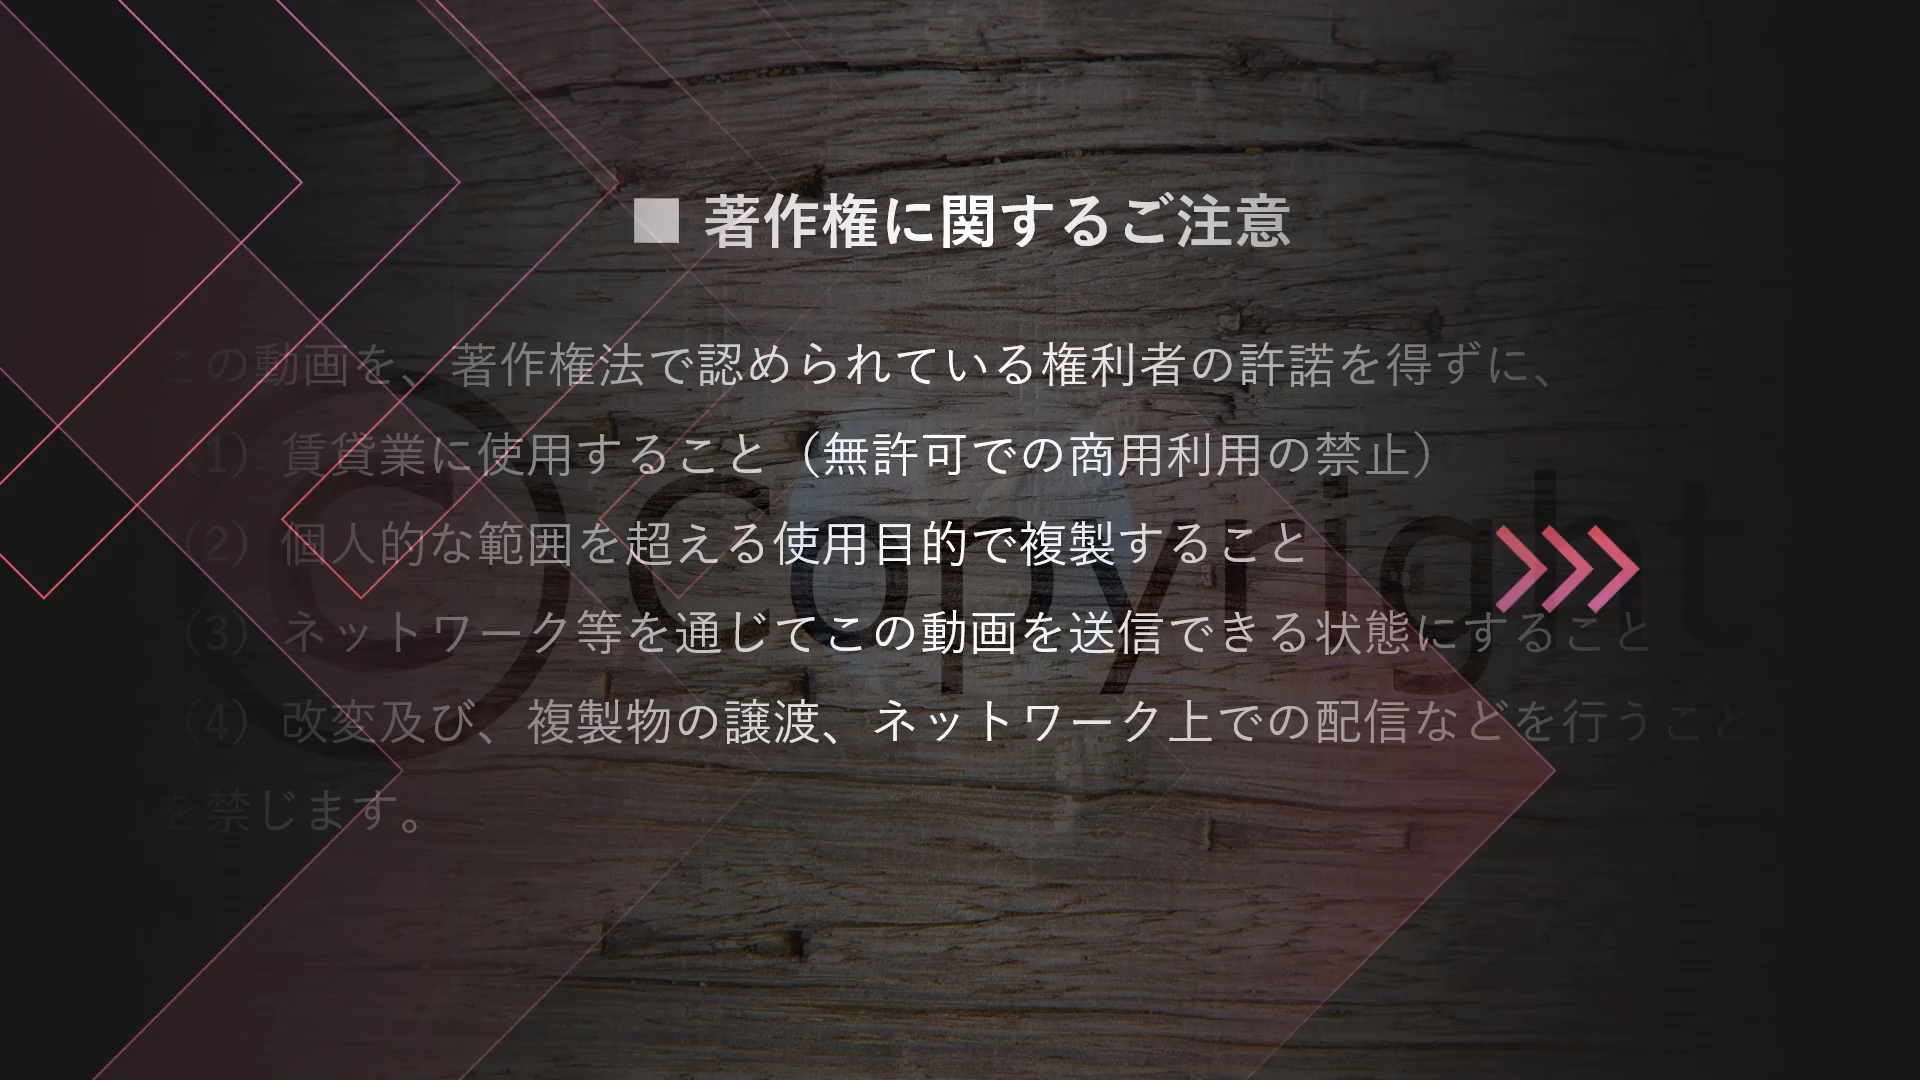 ■ 著作権に関するご注意
この動画を、著作権法で認められている権利者の許諾を得ずに、
（1）賃貸業に使用すること（無許可での商用利用の禁止）
（2）個人的な範囲を超える使用目的で複製すること
（3）ネットワーク等を通じてこの動画を送信できる状態にすること
（4）改変及び、複製物の譲渡、ネットワーク上での配信などを行うこと
を禁じます。
©Copyright